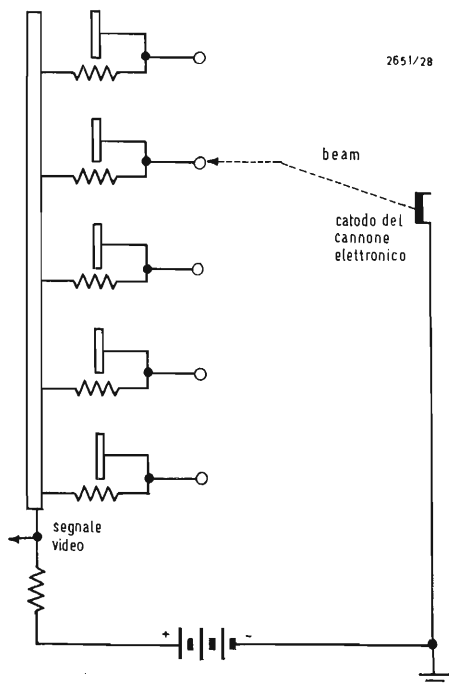 2651/28
beam
catodo del
cannone
elettronico
segnale
video
+ -